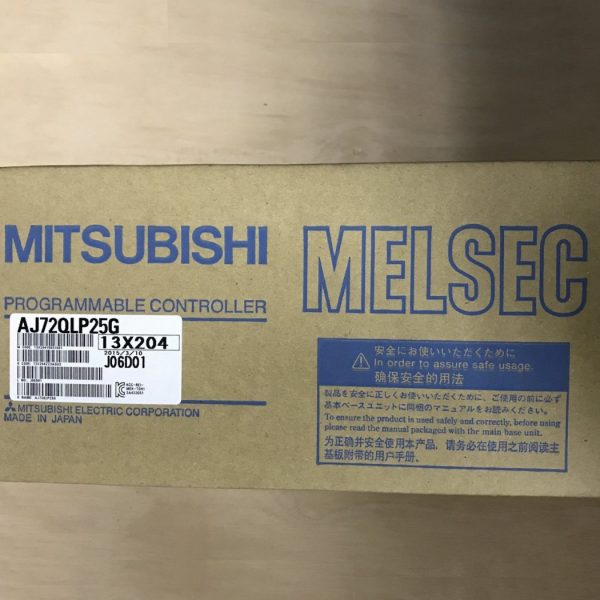 MITSUBISHI
MELSEC
PROGRAMMABLE CONTROLLER
AJ72QLP25G
13X204
2015/3/10
J06D01
MITSUBISHI ELECTRIC CORPORATION
MADE IN JAPAN
安全にお使いいただくために
In order to assure safe usage.
确保安全的用法
製品を安全に正しくお使いいただくために、ご使用の前に必ず
基本ベースユニットに同梱のマニュアルをお読みください。
To ensure the product is used safely and correctly, before using
please read the manual packaged with the main base unit.
为正确并安全使用本产品，请务必在使用之前阅读主
基板附带的用户手册.